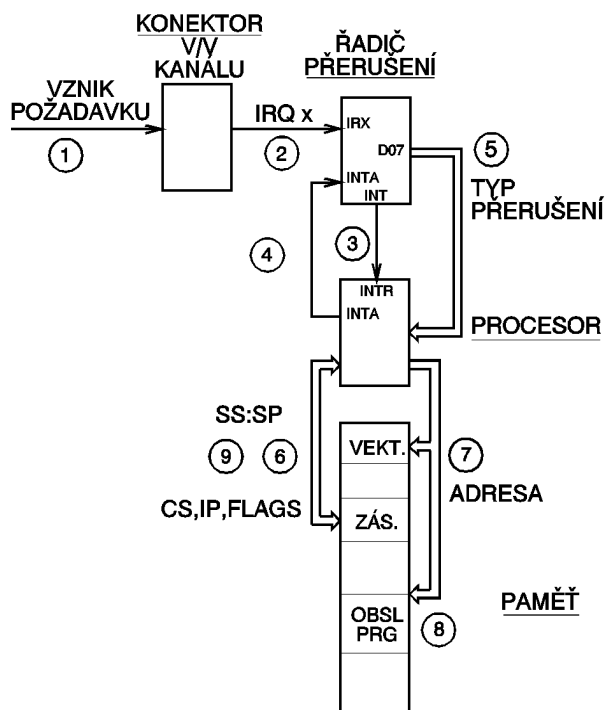 KONEKTOR
V/V
KANÁLU
ŘADIČ
PŘERUŠENÍ
VZNIK
POŽADAVKU
1
IRQ x
2
IRX
D07
INTA
INT
5
TYP
PŘERUŠENÍ
3
4
INTR
INTA
PROCESOR
SS:SP
9 6
CS,IP,FLAGS
VEKT.
7
ADRESA
ZÁS.
OBSL
PRG
8
PAMĚŤ